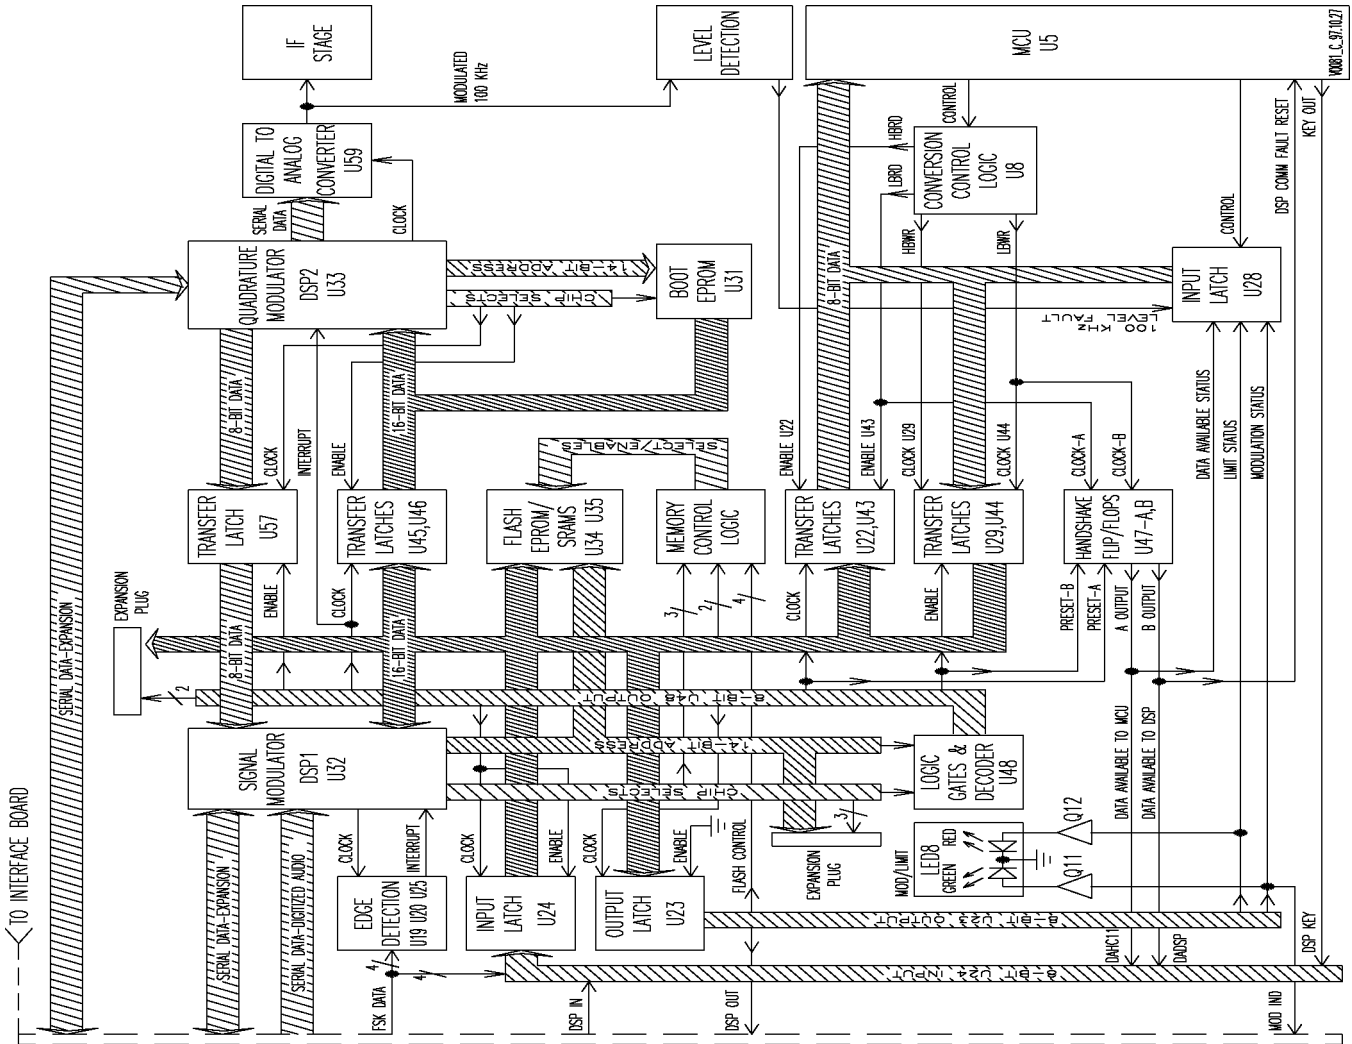 TO INTERFACE BOARD
SERIAL DATA-EXPANSION
SERIAL DATA-EXPANSION
SERIAL DATA-DIGITIZED AUDIO
FSK DATA
4
4
DSP IN
DSP OUT
MOD IND
EXPANSION
PLUG
2
SIGNAL
MODULATOR
DSP1
U32
8-BIT DATA
TRANSFER
LATCH
U57
ENABLE
CLOCK
8-BIT DATA
QUADRATURE
MODULATOR
DSP2
U33
SERIAL
DATA
CLOCK
DIGITAL TO
ANALOG
CONVERTER
U59
IF
STAGE
MODULATED
100 KHz
LEVEL
DETECTION
INTERRUPT
CLOCK
16-BIT DATA
TRANSFER
LATCHES
U45,U46
ENABLE
16-BIT DATA
14-BIT ADDRESS
CHIP SELECTS
BOOT
EPROM
U31
CLOCK
INTERRUPT
EDGE
DETECTION
U19 U20 U25
CLOCK
ENABLE
INPUT
LATCH
U24
CLOCK
ENABLE
OUTPUT
LATCH
U23
FLASH CONTROL
8-BIT U48 OUTPUT
14-BIT ADDRESS
CHIP SELECTS
FLASH
EPROM/
SRAMS
U34 U35
SELECT/ENABLES
MEMORY
CONTROL
LOGIC
3
2
4
EXPANSION
PLUG
3
LOGIC
GATES &
DECODER
U48
MOD/LIMIT
LED8
GREEN
RED
Q11
Q12
8-BIT U23 OUTPUT
8-BIT U24 INPUT
DAHC11
DADSP
DSP KEY
DATA AVAILABLE TO MCU
DATA AVAILABLE TO DSP
CLOCK
TRANSFER
LATCHES
U22,U43
ENABLE U22
ENABLE U43
ENABLE
TRANSFER
LATCHES
U29,U44
CLOCK U29
CLOCK U44
PRESET-B
PRESET-A
A OUTPUT
B OUTPUT
HANDSHAKE
FLIP/FLOPS
U47-A,B
CLOCK-A
CLOCK-B
8-BIT DATA
HBRD
LBRD
HBWR
LBWR
CONVERSION
CONTROL
LOGIC
U8
CONTROL
100 KHz
LEVEL FAULT
DATA AVAILABLE STATUS
LIMIT STATUS
MODULATION STATUS
INPUT
LATCH
U28
CONTROL
DSP COMM FAULT RESET
KEY OUT
MCU
U5
V0081_C_97.10.27